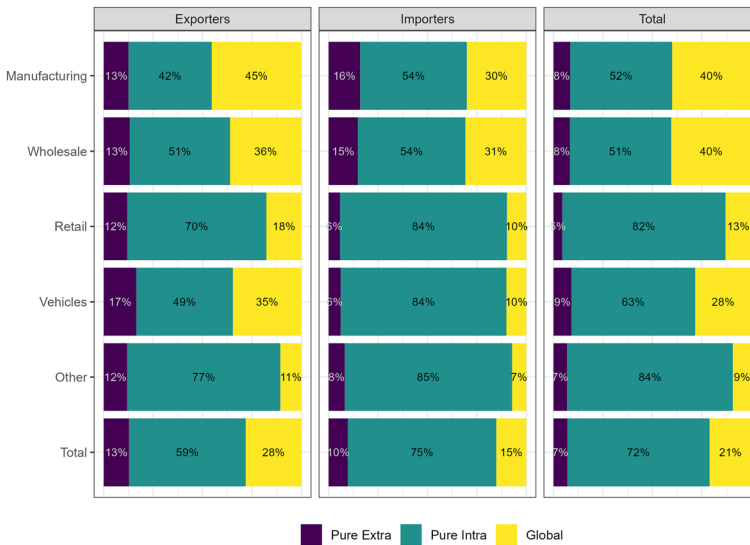 Exporters Importers Total
Manufacturing 13% 42% 45% 16% 54% 30% 8% 52% 40%
Wholesale 13% 51% 36% 15% 54% 31% 8% 51% 40%
Retail 12% 70% 18% 6% 84% 10% 82% 13%
Vehicles 17% 49% 35% 6% 84% 10% 9% 63% 28%
Other 12% 77% 11% 8% 85% 7% 7% 84% 9%
Total 13% 59% 28% 10% 75% 15% 7% 72% 21%
Pure Extra Pure Intra Global